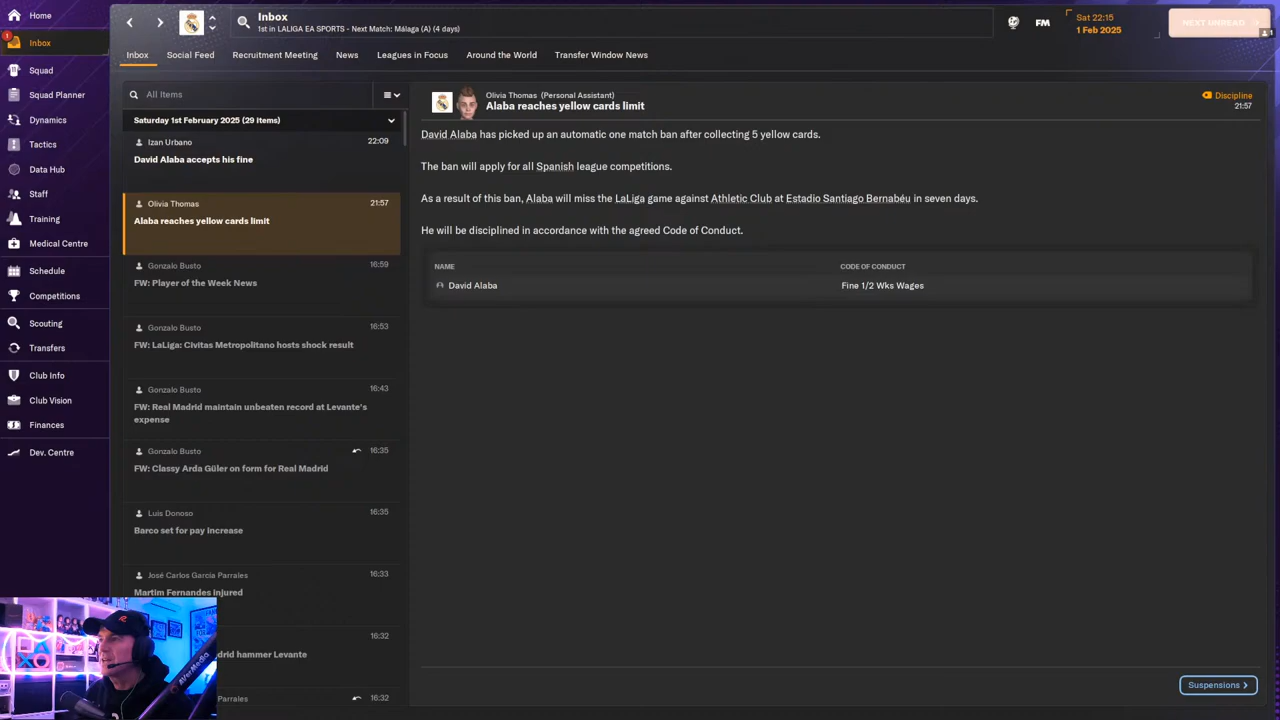 Home
Inbox
1
Squad
Squad Planner
Dynamics
Tactics
Data Hub
Staff
Training
Medical Centre
Schedule
Competitions
Scouting
Transfers
Club Info
Club Vision
Finances
Dev. Centre
Inbox
1st in LALIGA EA SPORTS - Next Match: Málaga (A) (4 days)
FM
Sat 22:15
1 Feb 2025
NEXT UNREAD
1
Inbox
Social Feed
Recruitment Meeting
News
Leagues in Focus
Around the World
Transfer Window News
All Items
Saturday 1st February 2025 (29 items)
Izan Urbano
22:09
David Alaba accepts his fine
Olivia Thomas
21:57
Alaba reaches yellow cards limit
Gonzalo Busto
16:59
FW: Player of the Week News
Gonzalo Busto
16:53
FW: LaLiga: Civitas Metropolitano hosts shock result
Gonzalo Busto
16:43
FW: Real Madrid maintain unbeaten record at Levante's
expense
Gonzalo Busto
16:35
FW: Classy Arda Güler on form for Real Madrid
Luis Donoso
16:35
Barco set for pay increase
José Carlos García Parrales
16:33
Martim Fernandes injured
16:32
drid hammer Levante
Parrales
16:32
Olivia Thomas (Personal Assistant)
Alaba reaches yellow cards limit
Discipline
21:57
David Alaba has picked up an automatic one match ban after collecting 5 yellow cards.
The ban will apply for all Spanish league competitions.
As a result of this ban, Alaba will miss the LaLiga game against Athletic Club at Estadio Santiago Bernabéu in seven days.
He will be disciplined in accordance with the agreed Code of Conduct.
NAME
CODE OF CONDUCT
David Alaba
Fine 1/2 Wks Wages
Suspensions
AVerMedia